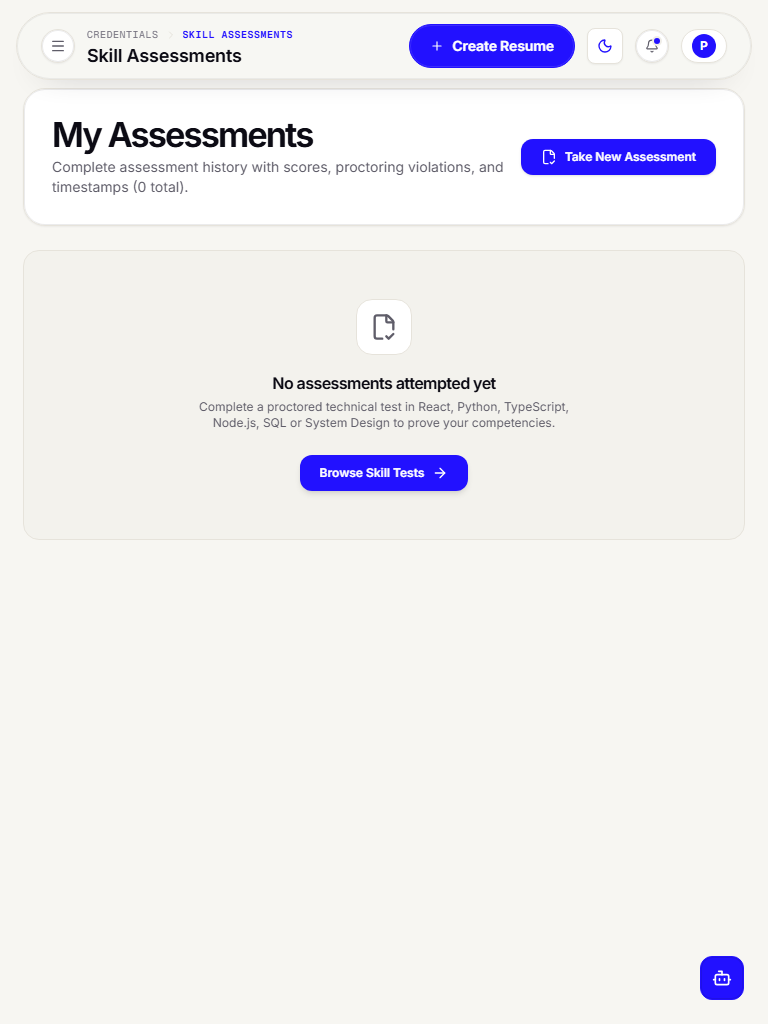 CREDENTIALS > SKILL ASSESSMENTS
Skill Assessments
+ Create Resume
P
My Assessments
Complete assessment history with scores, proctoring violations, and
timestamps (0 total).
Take New Assessment
No assessments attempted yet
Complete a proctored technical test in React, Python, TypeScript,
Node.js, SQL or System Design to prove your competencies.
Browse Skill Tests →